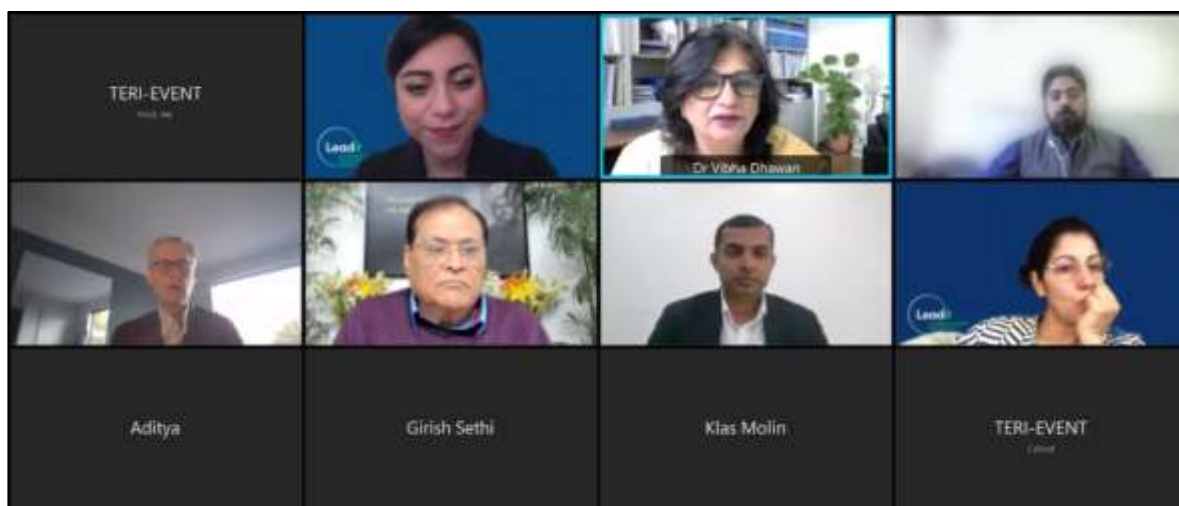 TERI-EVENT
Lead
Dr Vibha Dhawan
Lead
Aditya
Girish Sethi
Klas Molin
TERI-EVENT